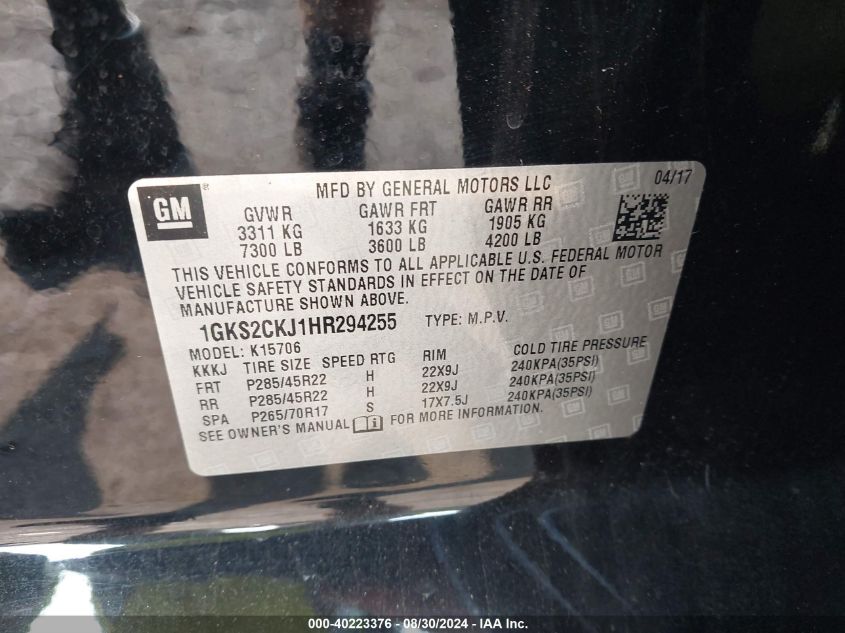 MFD BY GENERAL MOTORS LLC 04/17
GM ®
GVWR GAWR FRT GAWR RR
3311 KG 1633 KG 1905 KG
7300 LB 3600 LB 4200 LB
THIS VEHICLE CONFORMS TO ALL APPLICABLE U.S. FEDERAL MOTOR
VEHICLE SAFETY STANDARDS IN EFFECT ON THE DATE OF
MANUFACTURE SHOWN ABOVE.
1GKS2CKJ1HR294255 TYPE: M.P.V.
MODEL: K15706
KKKJ TIRE SIZE SPEED RTG RIM COLD TIRE PRESSURE
FRT P285/45R22 H 22X9J 240KPA(35PSI)
RR P285/45R22 H 22X9J 240KPA(35PSI)
SPA P265/70R17 S 17X7.5J 240KPA(35PSI)
SEE OWNER'S MANUAL FOR MORE INFORMATION.
000-40223376 - 08/30/2024 - IAA Inc.